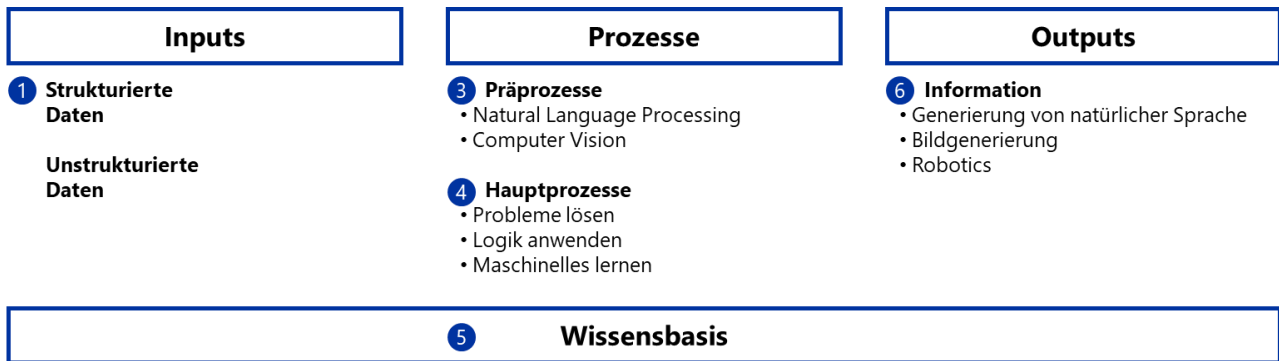 Inputs
1 Strukturierte
Daten
Unstrukturierte
Daten
Prozesse
3 Präprozesse
• Natural Language Processing
• Computer Vision
4 Hauptprozesse
• Probleme lösen
• Logik anwenden
• Maschinelles lernen
Outputs
6 Information
• Generierung von natürlicher Sprache
• Bildgenerierung
• Robotics
5 Wissensbasis